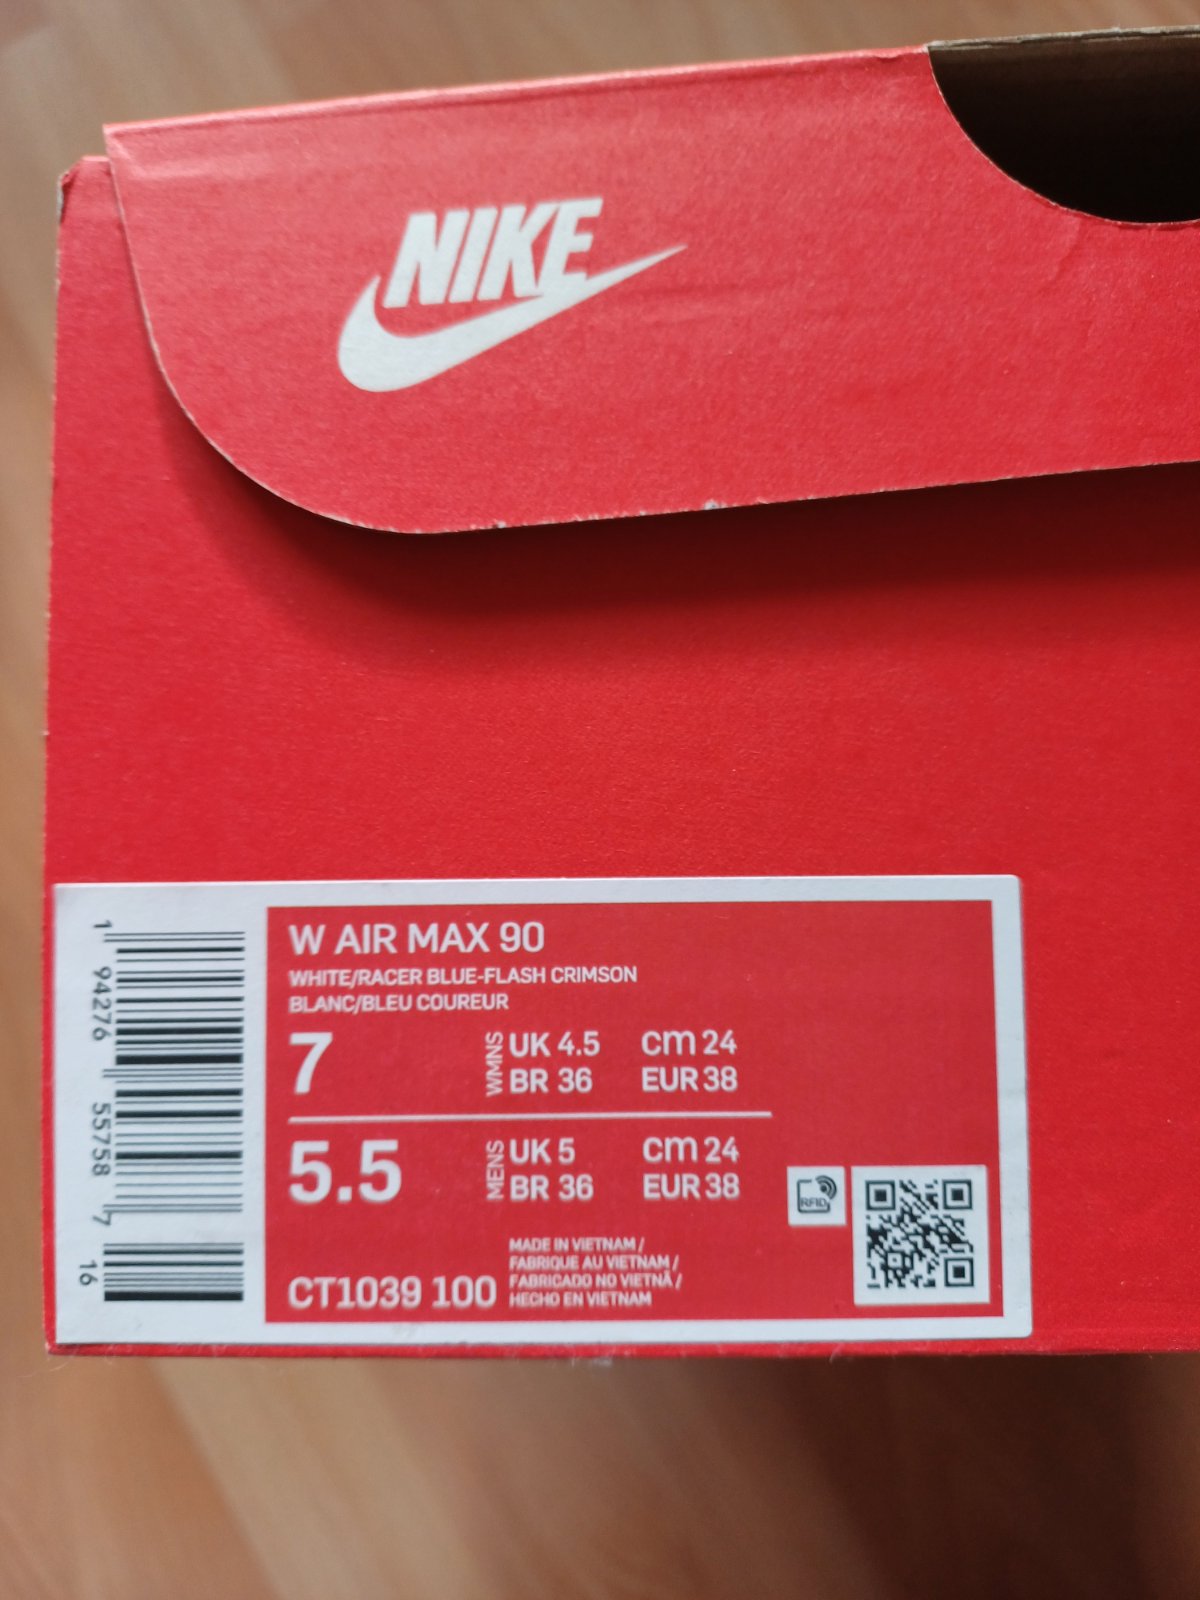 NIKE
W AIR MAX 90
WHITE/RACER BLUE-FLASH CRIMSON
BLANC/BLEU COUREUR
7 WMNS UK 4.5 cm 24
BR 36 EUR 38
5.5 MENS UK 5 cm 24
BR 36 EUR 38
MADE IN VIETNAM /
FABRIQUE AU VIETNAM /
FABRICADO NO VIETNÃ /
HECHO EN VIETNAM
CT1039 100
RFID
1 94276 55758 7 16